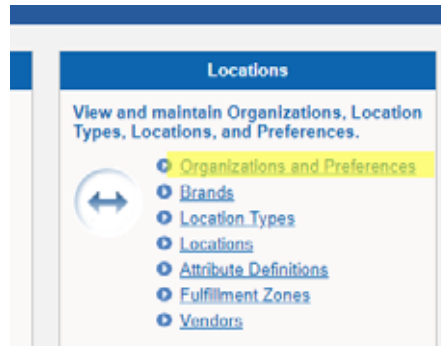 Locations
View and maintain Organizations, Location
Types, Locations, and Preferences.
Organizations and Preferences
Brands
Location Types
Locations
Attribute Definitions
Fulfillment Zones
Vendors